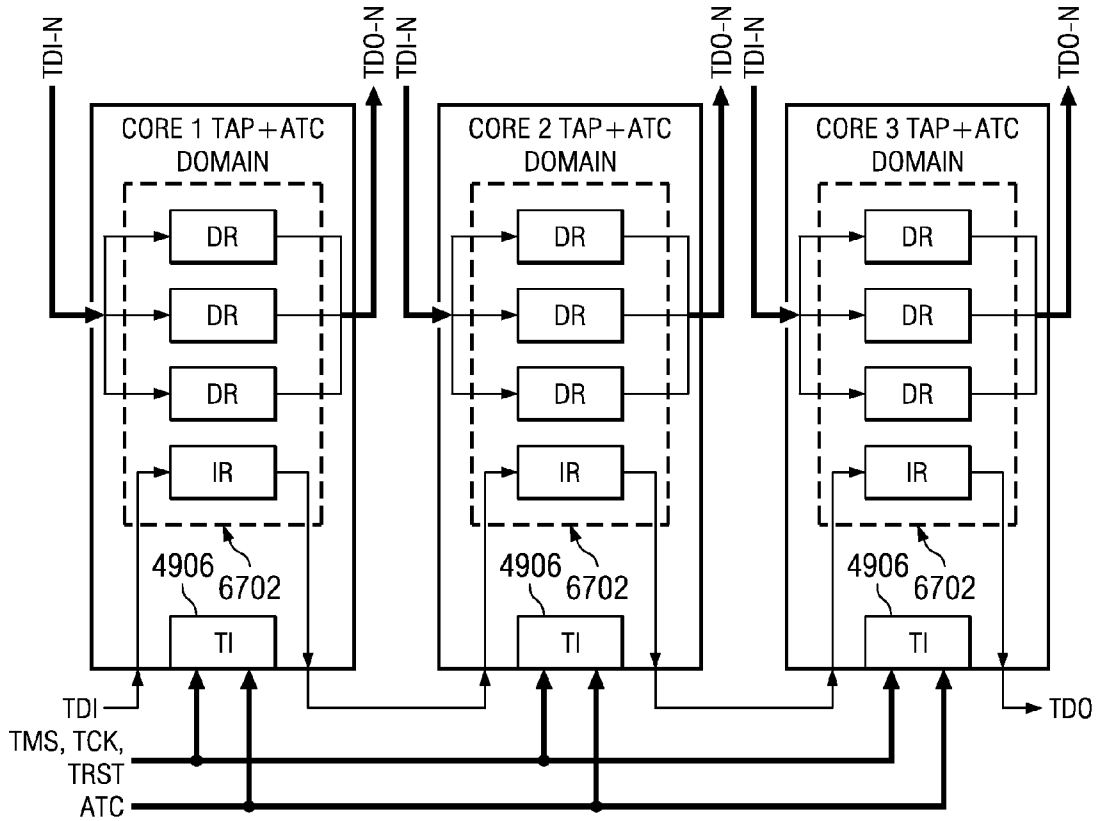 TDI-N
TDO-N
TDI-N
TDO-N
TDI-N
TDO-N
CORE 1 TAP+ATC
DOMAIN
DR
DR
DR
IR
4906
6702
TI
CORE 2 TAP+ATC
DOMAIN
DR
DR
DR
IR
4906
6702
TI
CORE 3 TAP+ATC
DOMAIN
DR
DR
DR
IR
4906
6702
TI
TDI
TDO
TMS, TCK,
TRST
ATC